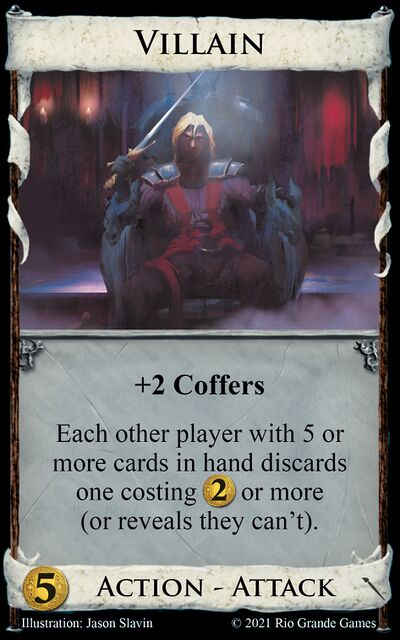 VILLAIN
+2 Coffers
Each other player with 5 or
more cards in hand discards
one costing 2 or more
(or reveals they can't).
5 ACTION - ATTACK
Illustration: Jason Slavin © 2021 Rio Grande Games